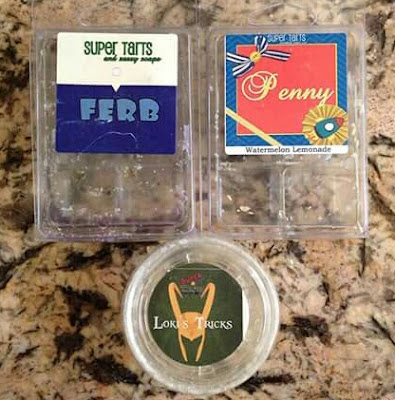 SUPER TARTS
and sassy soaps
FERB
SUPER TARTS
Penny
Watermelon Lemonade
LOKI'S TRICKS